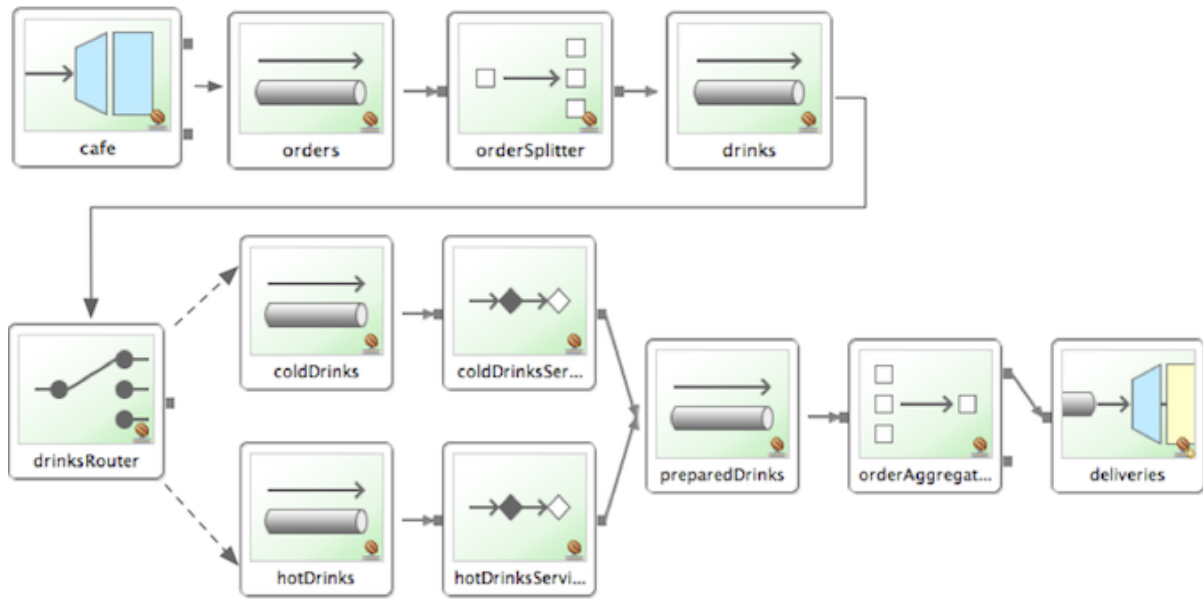 cafe
orders
orderSplitter
drinks
coldDrinks
coldDrinksSer...
drinksRouter
preparedDrinks
orderAggregat...
deliveries
hotDrinks
hotDrinksServi...